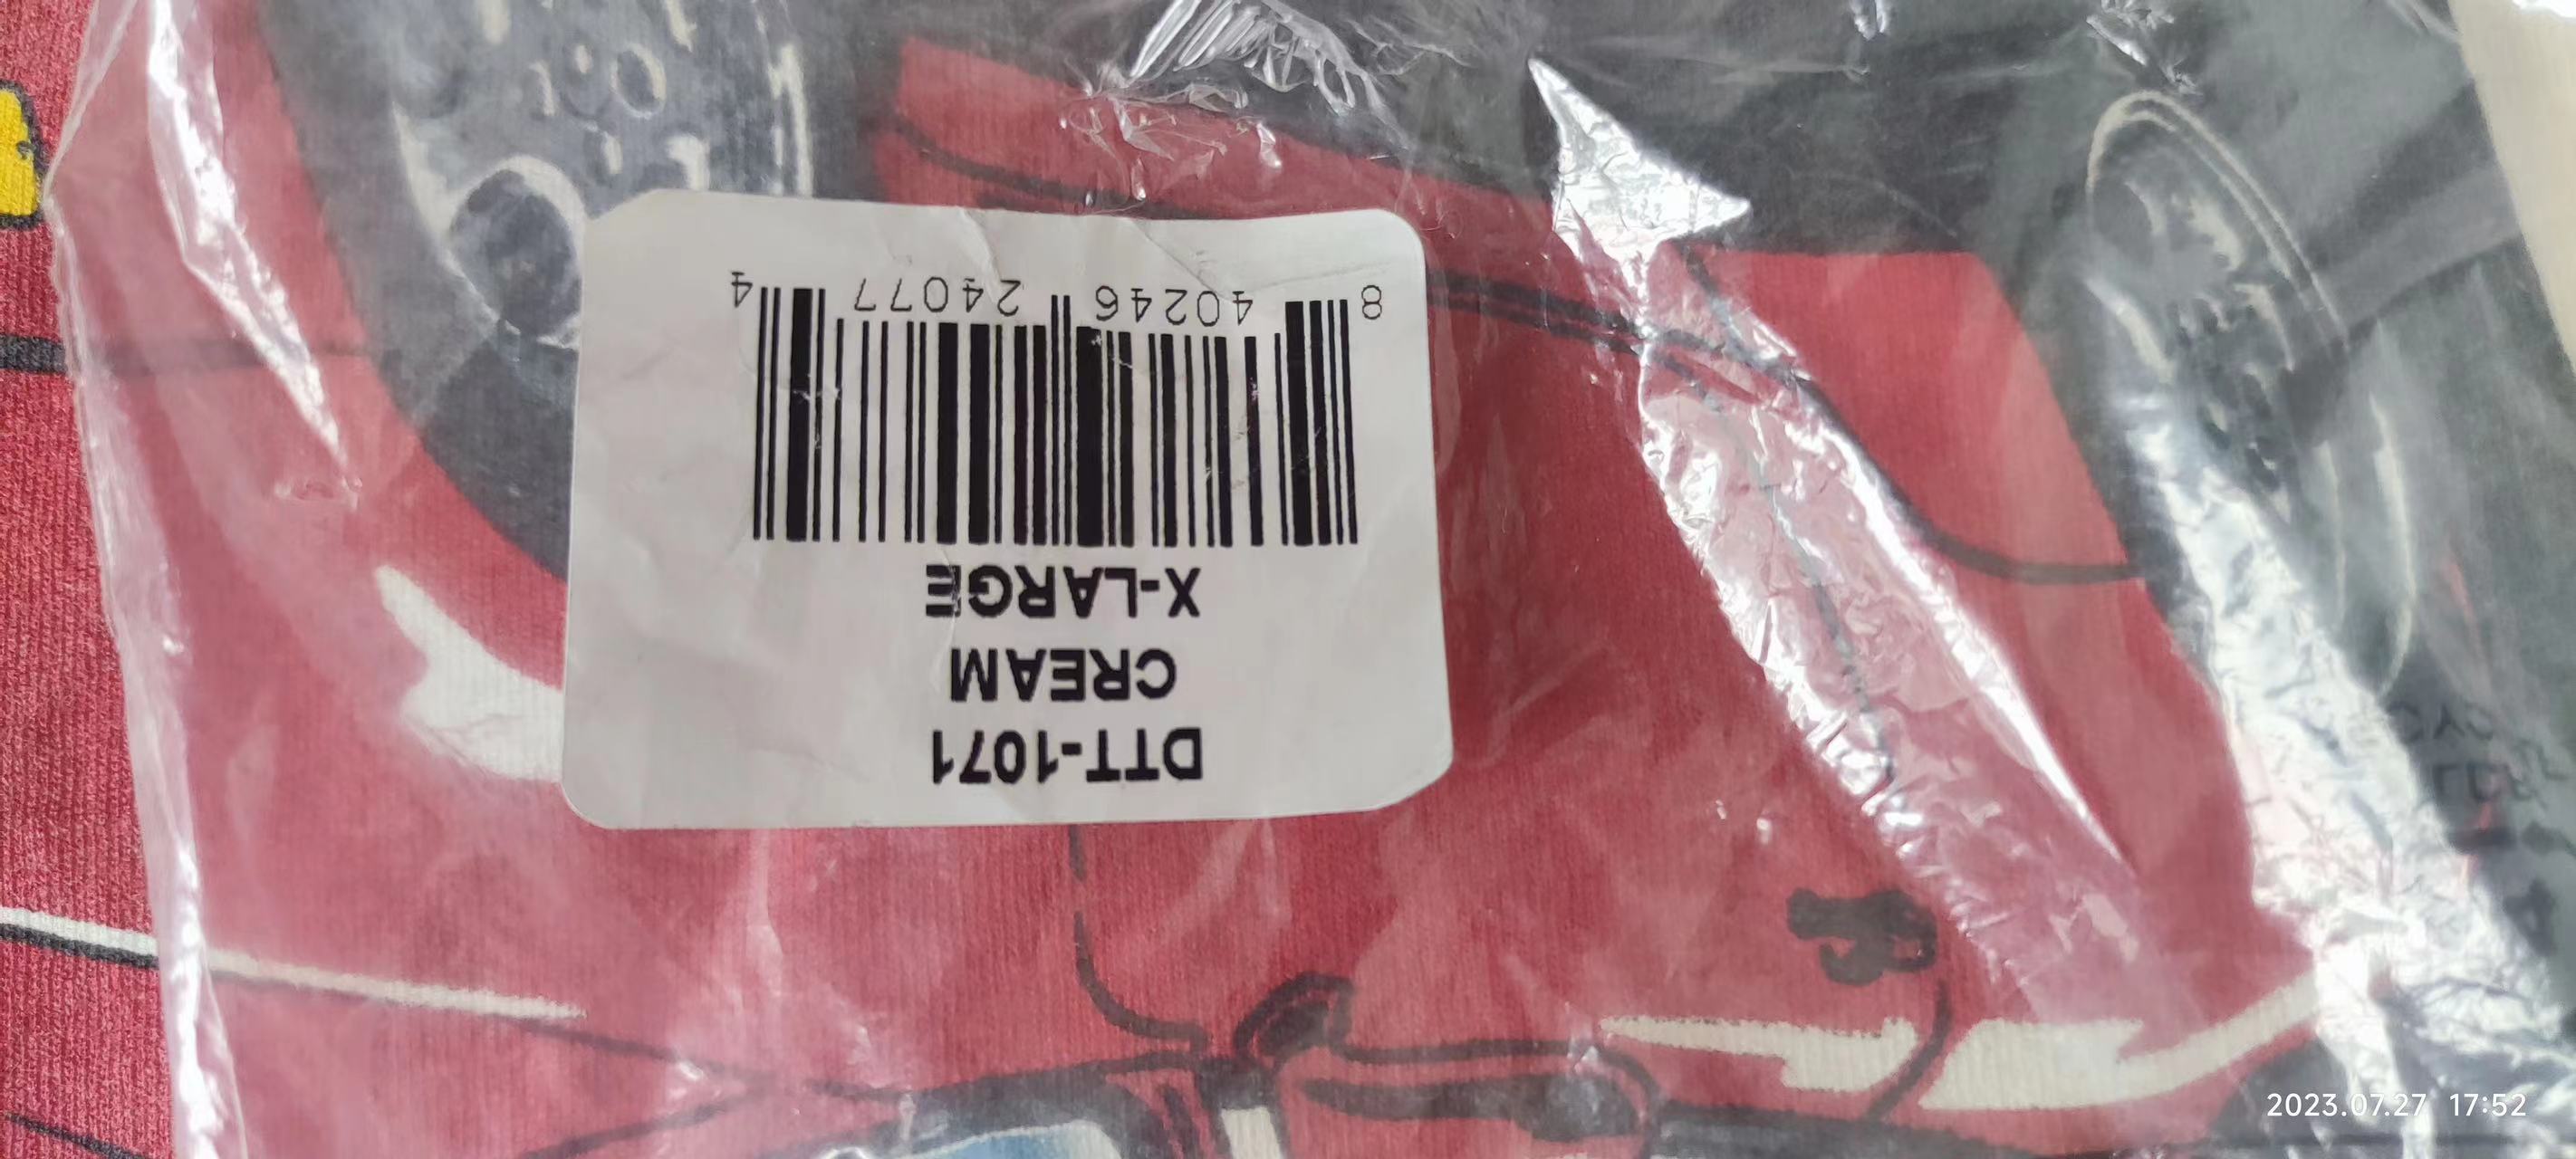 DTT-1071
CREAM
X-LARGE
8 40246 24077 4
2023.07.27 17:52